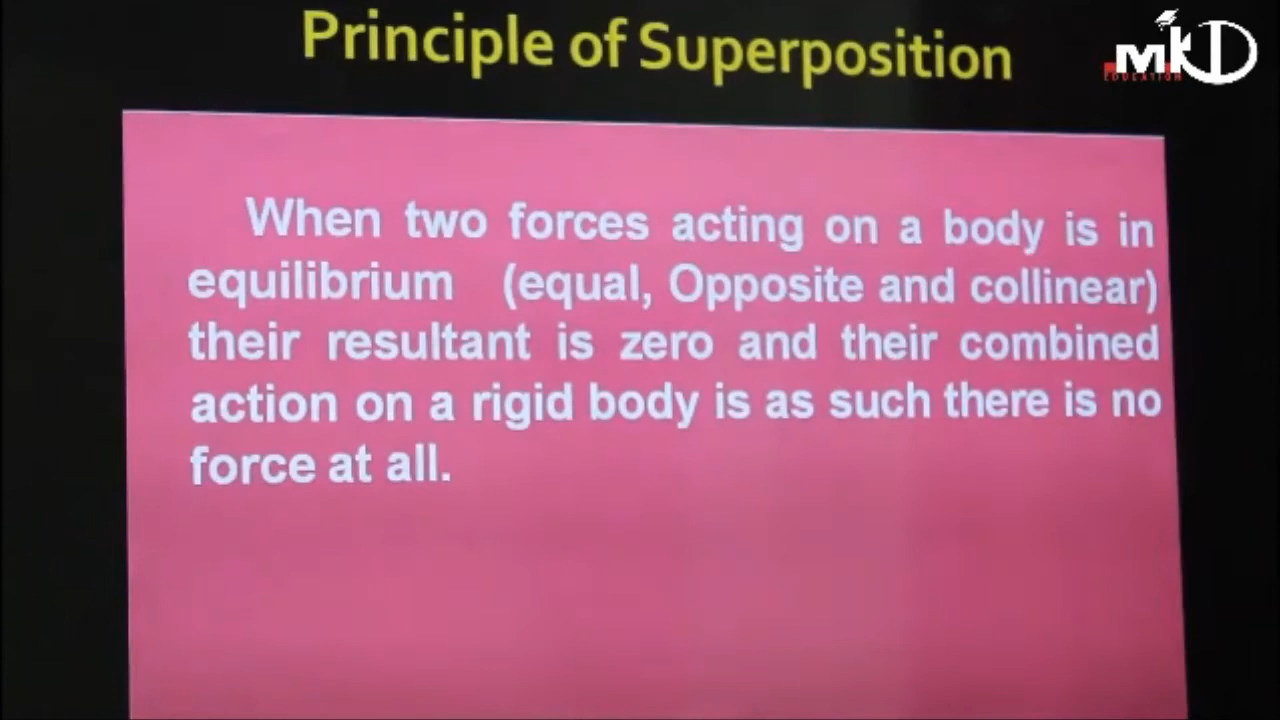 Principle of Superposition
MKD
EDUCATION
When two forces acting on a body is in
equilibrium (equal, Opposite and collinear)
their resultant is zero and their combined
action on a rigid body is as such there is no
force at all.